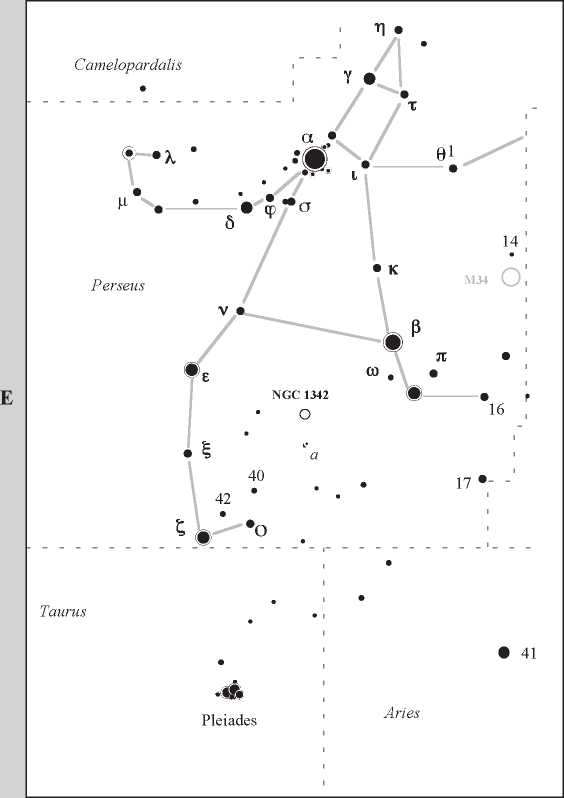 η
Camelopardalis
γ
τ
α
λ
ι
θ1
μ
δ
φ
σ
14
κ
M34
Perseus
ν
β
π
ω
ε
E
NGC 1342
16
a
ξ
40
17
42
ζ
ο
Taurus
41
Aries
Pleiades